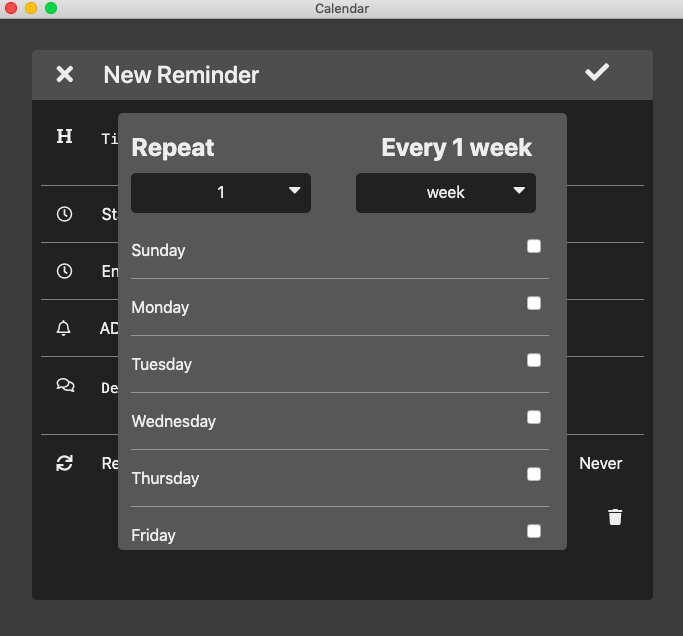 Calendar
New Reminder
H Ti
Repeat Every 1 week
1 week
St
Sunday
En
Monday
AD
Tuesday
De
Wednesday
Re Never
Thursday
Friday